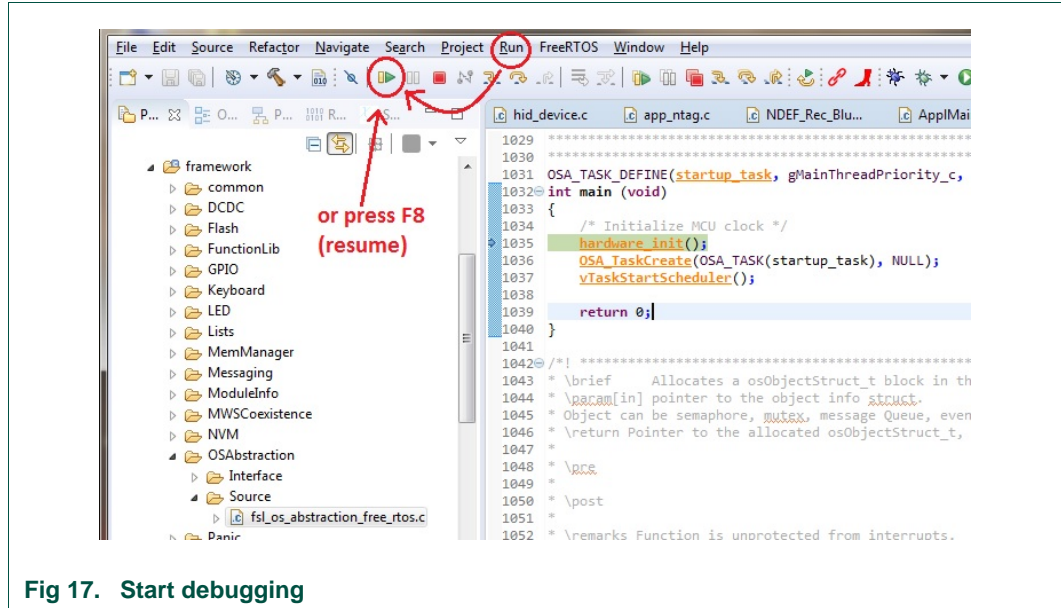 File Edit Source Refactor Navigate Search Project Run FreeRTOS Window Help
P... O... P... R... S...
hid_device.c app_ntag.c NDEF_Rec_Blu... ApplMai
framework
common
DCDC
Flash
FunctionLib
GPIO
Keyboard
LED
Lists
MemManager
Messaging
ModuleInfo
MWSCoexistence
NVM
OSAbstraction
Interface
Source
fsl_os_abstraction_free_rtos.c
Panic
or press F8
(resume)
1029 ******************************************************
1030 ******************************************************
1031 OSA_TASK_DEFINE(startup_task, gMainThreadPriority_c,
1032 int main (void)
1033 {
1034 /* Initialize MCU clock */
1035 hardware_init();
1036 OSA_TaskCreate(OSA_TASK(startup_task), NULL);
1037 vTaskStartScheduler();
1038
1039 return 0;
1040 }
1041
1042 /*! **************************************************
1043 * \brief Allocates a osObjectStruct_t block in th
1044 * \param[in] pointer to the object info struct.
1045 * Object can be semaphore, mutex, message Queue, even
1046 * \return Pointer to the allocated osObjectStruct_t,
1047 *
1048 * \pre
1049 *
1050 * \post
1051 *
1052 * \remarks Function is unprotected from interrupts.
Fig 17. Start debugging